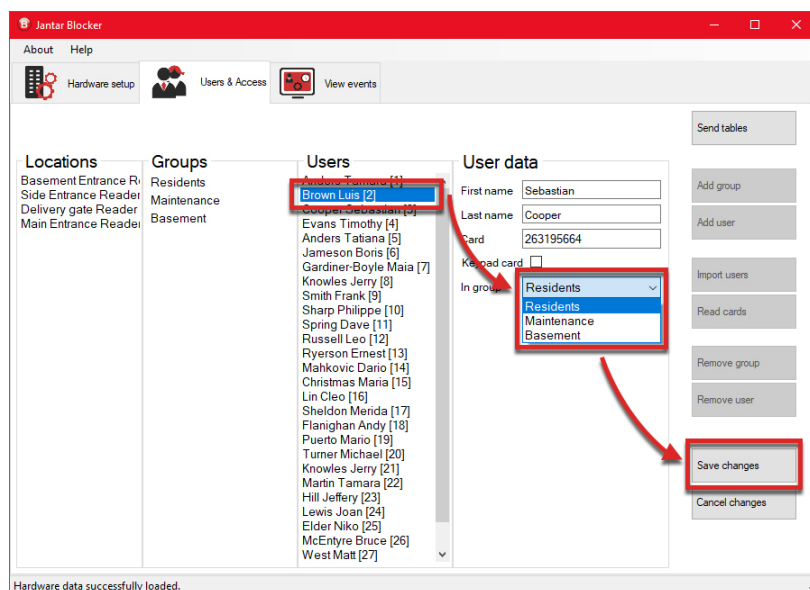 Jantar Blocker
About Help
Hardware setup
Users & Access
View events
Send tables
Locations
Basement Entrance
Side Entrance Reader
Delivery gate Reader
Main Entrance Reader
Groups
Residents
Maintenance
Basement
Users
Anders Tamara [1]
Brown Luis [2]
Cooper Sebastian [3]
Evans Timothy [4]
Anders Tatiana [5]
Jameson Boris [6]
Gardiner-Boyle Maia [7]
Knowles Jerry [8]
Smith Frank [9]
Sharp Philippe [10]
Spring Dave [11]
Russell Leo [12]
Ryerson Ernest [13]
Mahkovic Dario [14]
Christmas Maria [15]
Lin Cleo [16]
Sheldon Merida [17]
Flanighan Andy [18]
Puerto Mario [19]
Turner Michael [20]
Knowles Jerry [21]
Martin Tamara [22]
Hill Jeffery [23]
Lewis Joan [24]
Elder Niko [25]
McEntyre Bruce [26]
West Matt [27]
User data
First name Sebastian
Last name Cooper
Card 263195664
Keypad card
In group Residents
Residents
Maintenance
Basement
Add group
Add user
Import users
Read cards
Remove group
Remove user
Save changes
Cancel changes
Hardware data successfully loaded.